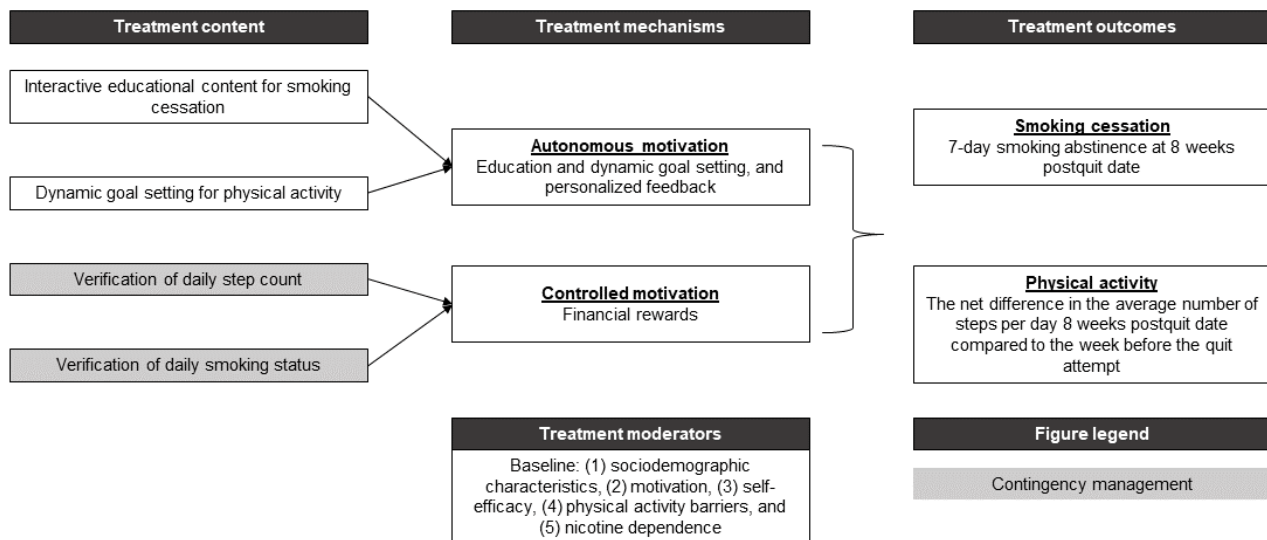 Treatment content
Interactive educational content for smoking
cessation
Dynamic goal setting for physical activity
Verification of daily step count
Verification of daily smoking status
Treatment mechanisms
Autonomous motivation
Education and dynamic goal setting, and
personalized feedback
Controlled motivation
Financial rewards
Treatment moderators
Baseline: (1) sociodemographic
characteristics, (2) motivation, (3) self-
efficacy, (4) physical activity barriers, and
(5) nicotine dependence
Treatment outcomes
Smoking cessation
7-day smoking abstinence at 8 weeks
postquit date
Physical activity
The net difference in the average number of
steps per day 8 weeks postquit date
compared to the week before the quit
attempt
Figure legend
Contingency management